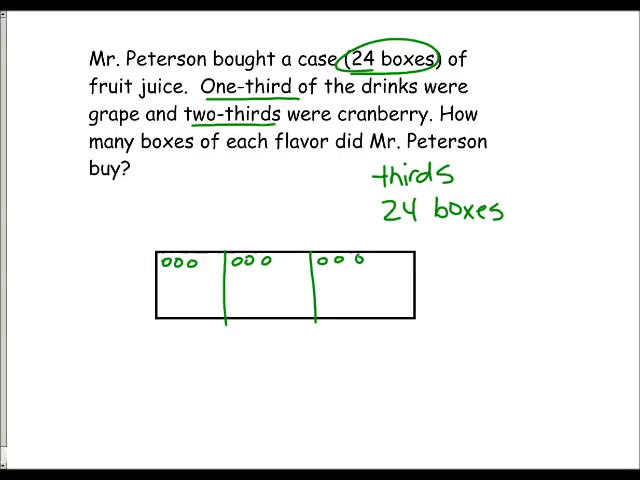 Mr. Peterson bought a case (24 boxes) of
fruit juice. One-third of the drinks were
grape and two-thirds were cranberry. How
many boxes of each flavor did Mr. Peterson
buy?
thirds
24 boxes